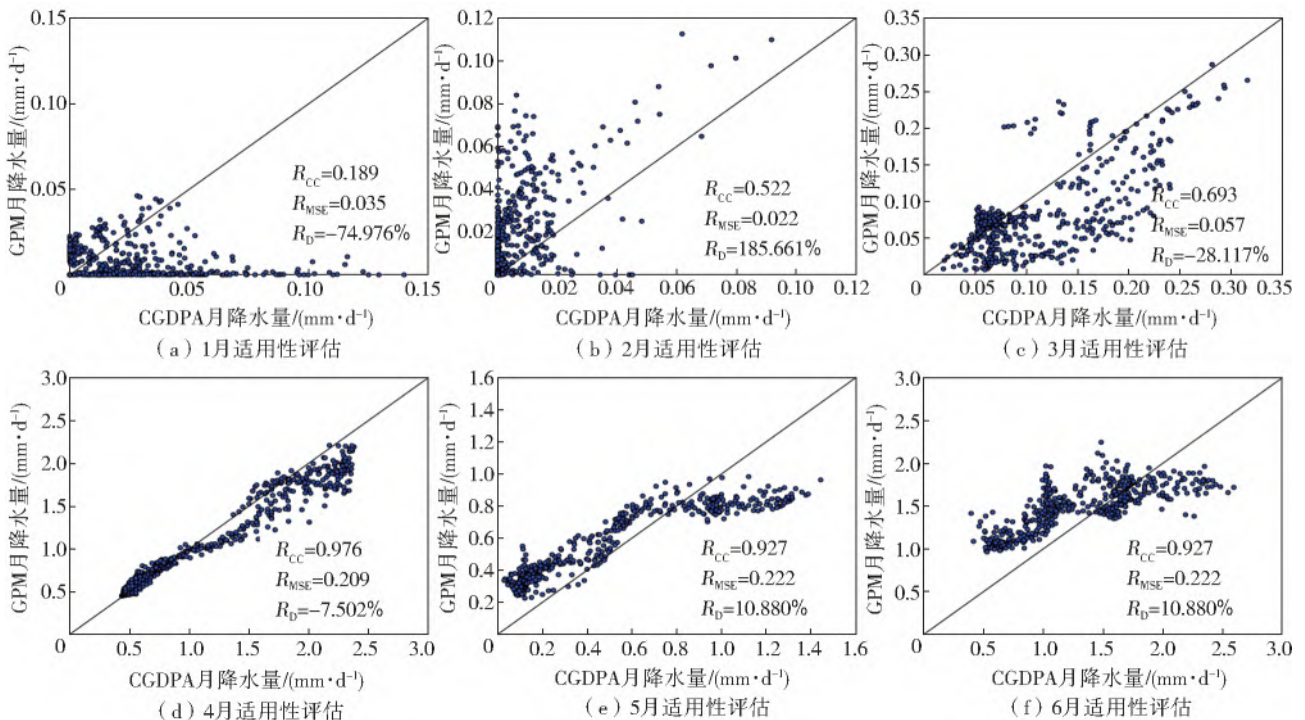 0.15
0.10
0.05
0
0.05
0.10
0.15
GPM月降水量/(mm·d⁻¹)
R_CC=0.189
R_MSE=0.035
R_D=−74.976%
CGDPA月降水量/(mm·d⁻¹)
(a) 1月适用性评估
0.12
0.10
0.08
0.06
0.04
0.02
0
0.02
0.04
0.06
0.08
0.10
0.12
GPM月降水量/(mm·d⁻¹)
R_CC=0.522
R_MSE=0.022
R_D=185.661%
CGDPA月降水量/(mm·d⁻¹)
(b) 2月适用性评估
0.35
0.30
0.25
0.20
0.15
0.10
0.05
0
0.05
0.10
0.15
0.20
0.25
0.30
0.35
GPM月降水量/(mm·d⁻¹)
R_CC=0.693
R_MSE=0.057
R_D=−28.117%
CGDPA月降水量/(mm·d⁻¹)
(c) 3月适用性评估
3.0
2.5
2.0
1.5
1.0
0.5
0
0.5
1.0
1.5
2.0
2.5
3.0
GPM月降水量/(mm·d⁻¹)
R_CC=0.976
R_MSE=0.209
R_D=−7.502%
CGDPA月降水量/(mm·d⁻¹)
(d) 4月适用性评估
1.6
1.4
1.2
1.0
0.8
0.6
0.4
0.2
0
0.2
0.4
0.6
0.8
1.0
1.2
1.4
1.6
GPM月降水量/(mm·d⁻¹)
R_CC=0.927
R_MSE=0.222
R_D=10.880%
CGDPA月降水量/(mm·d⁻¹)
(e) 5月适用性评估
3.0
2.5
2.0
1.5
1.0
0.5
0
0.5
1.0
1.5
2.0
2.5
3.0
GPM月降水量/(mm·d⁻¹)
R_CC=0.927
R_MSE=0.222
R_D=10.880%
CGDPA月降水量/(mm·d⁻¹)
(f) 6月适用性评估